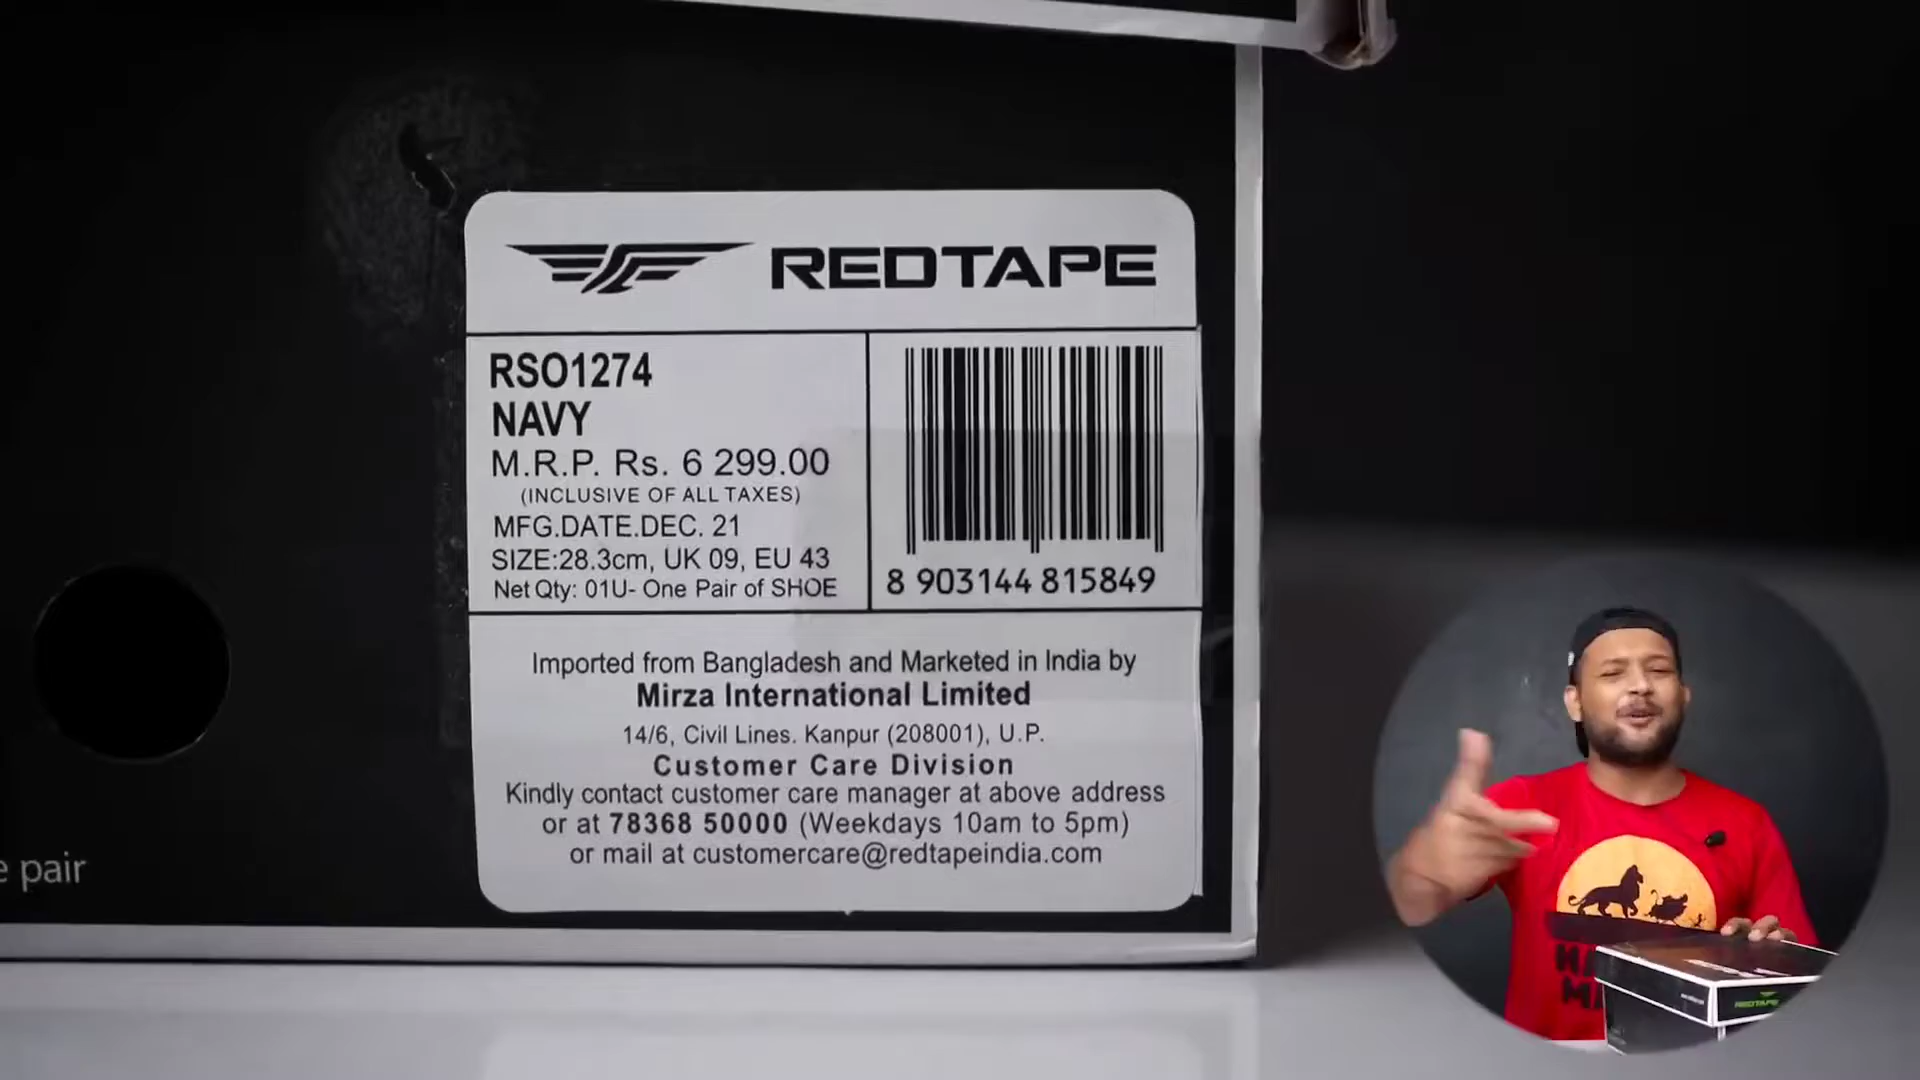 REDTAPE
RSO1274
NAVY
M.R.P. Rs. 6 299.00
(INCLUSIVE OF ALL TAXES)
MFG.DATE.DEC. 21
SIZE:28.3cm, UK 09, EU 43
Net Qty: 01U- One Pair of SHOE
8 903144 815849
Imported from Bangladesh and Marketed in India by
Mirza International Limited
14/6, Civil Lines. Kanpur (208001), U.P.
Customer Care Division
Kindly contact customer care manager at above address
or at 78368 50000 (Weekdays 10am to 5pm)
or mail at customercare@redtapeindia.com
pair
REDTAPE